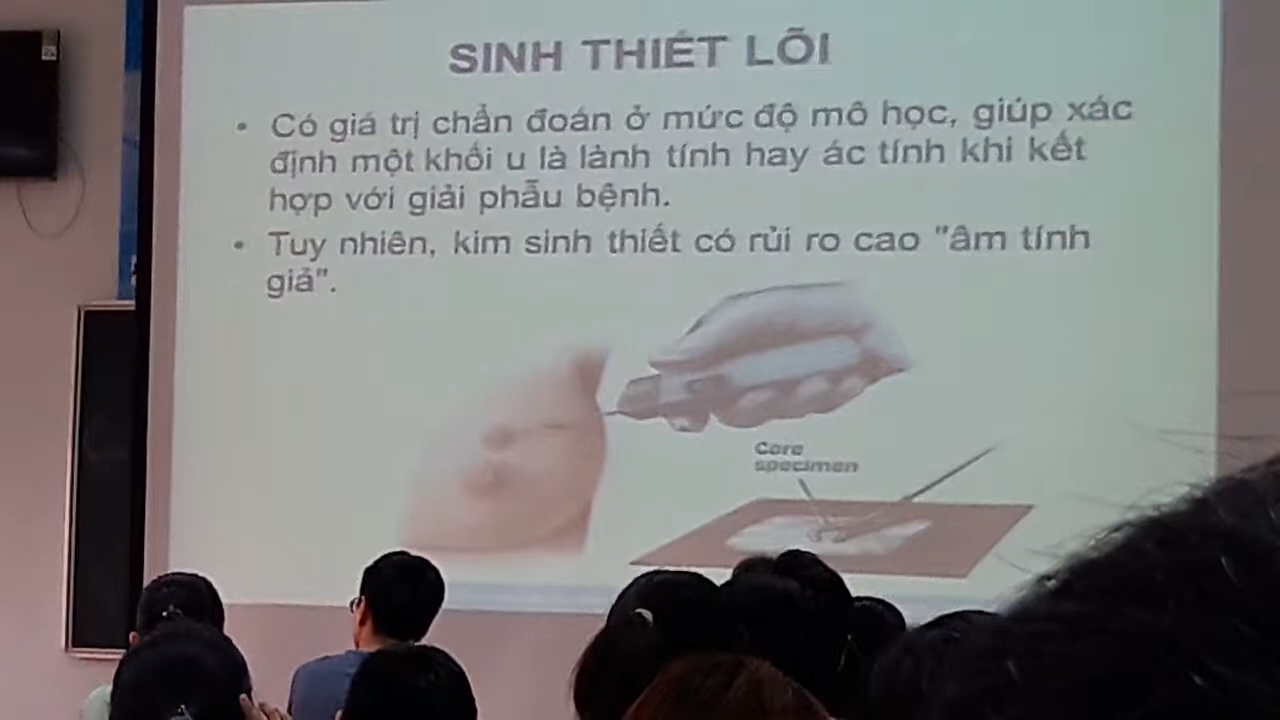 SINH THIẾT LÕI
• Có giá trị chẩn đoán ở mức độ mô học, giúp xác
định một khối u là lành tính hay ác tính khi kết
hợp với giải phẫu bệnh.
• Tuy nhiên, kim sinh thiết có rủi ro cao "âm tính
giả".
Core
specimen